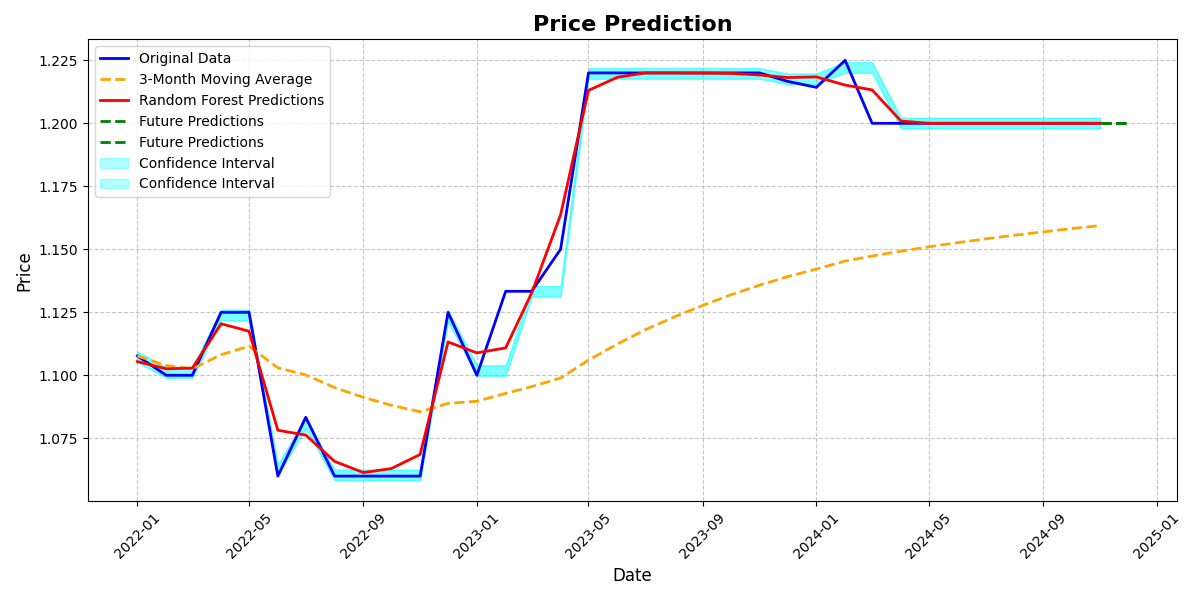 Price Prediction
Original Data
3-Month Moving Average
Random Forest Predictions
Future Predictions
Future Predictions
Confidence Interval
Confidence Interval
Price
1.225
1.200
1.175
1.150
1.125
1.100
1.075
2022-01
2022-05
2022-09
2023-01
2023-05
2023-09
2024-01
2024-05
2024-09
2025-01
Date